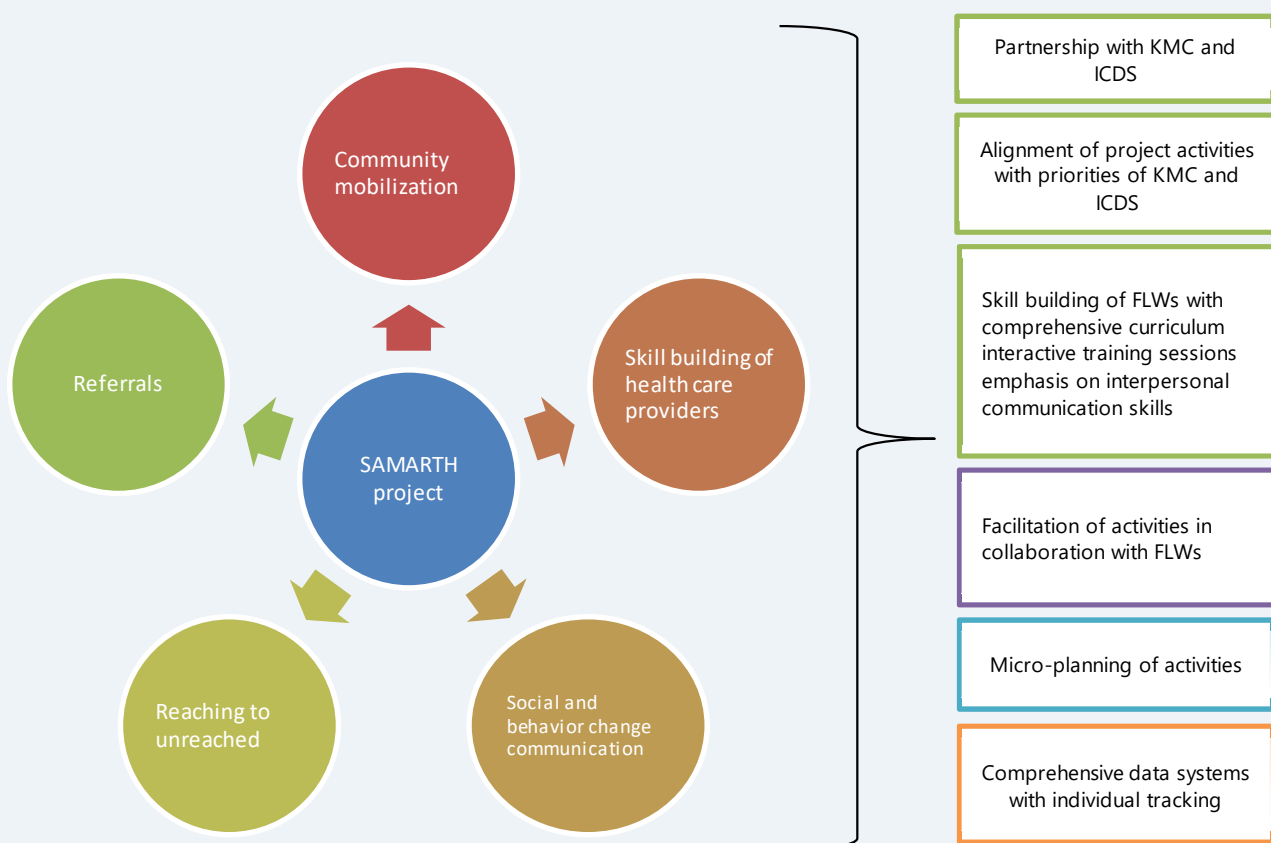 Community
mobilization
Skill building of
health care
providers
Referrals
SAMARTH
project
Reaching to
unreached
Social and
behavior change
communication
Partnership with KMC and
ICDS
Alignment of project activities
with priorities of KMC and
ICDS
Skill building of FLWs with
comprehensive curriculum
interactive training sessions
emphasis on interpersonal
communication skills
Facilitation of activities in
collaboration with FLWs
Micro-planning of activities
Comprehensive data systems
with individual tracking